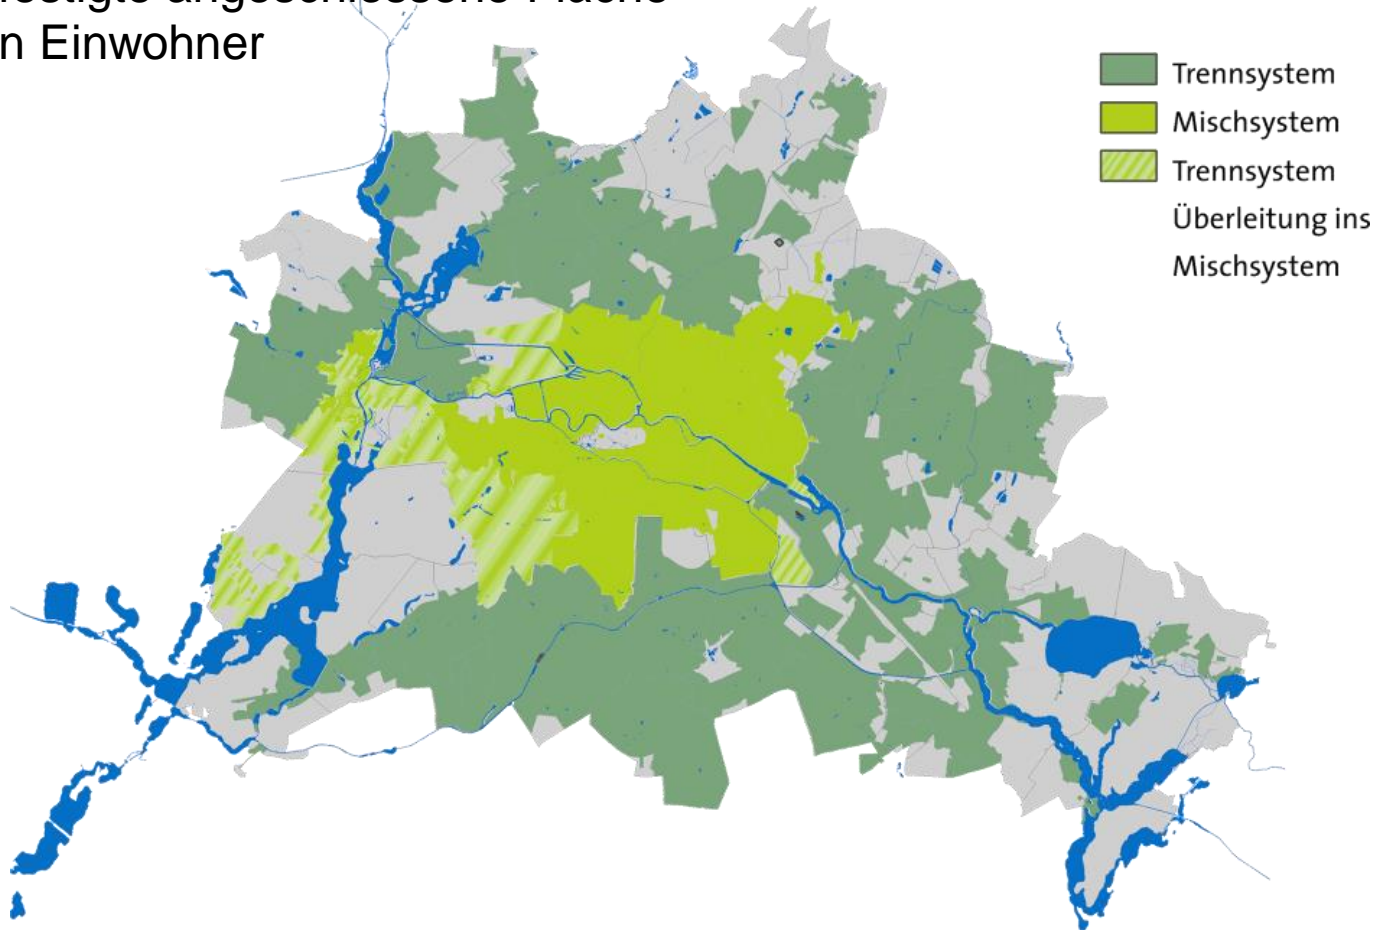 n Einwohner
Trennsystem
Mischsystem
Trennsystem
Überleitung ins
Mischsystem